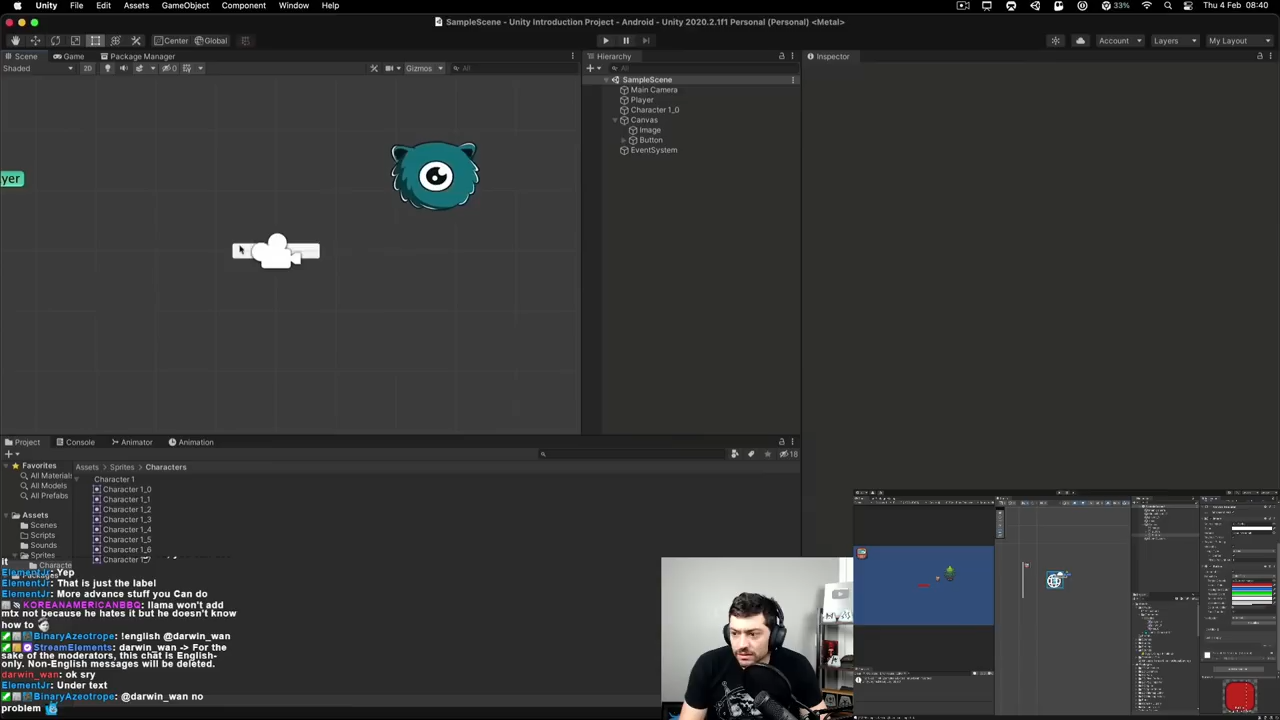 Unity File Edit Assets GameObject Component Window Help 33% Thu 4 Feb 08:40
SampleScene - Unity Introduction Project - Android - Unity 2020.2.1f1 Personal (Personal) <Metal>
Center Global Account Layers My Layout
Scene Game Package Manager
Hierarchy
Inspector
Shaded 2D 0 Gizmos All
All
SampleScene
Main Camera
Player
Character 1_0
Canvas
Image
Button
EventSystem
yer
Project Console Animator Animation
18
Favorites
All Materials
All Models
All Prefabs
Assets
Scenes
Scripts
Sounds
Sprites
Assets > Sprites > Characters
Character 1
Character 1_0
Character 1_1
Character 1_2
Character 1_3
Character 1_4
Character 1_5
Character 1_6
it
ElementJr: Yep
ElementJr: That is just the label
ElementJr: More advance stuff you Can do
KOREANAMERICANBBQ: llama won't add
mtx not because he hates it but he doesn't know
how to
BinaryAzeotrope: !english @darwin_wan
StreamElements: darwin_wan -> For the
sake of the moderators, this chat is English-
only. Non-English messages will be deleted.
darwin_wan: ok sry
ElementJr: Under text
BinaryAzeotrope: @darwin_wan no
problem